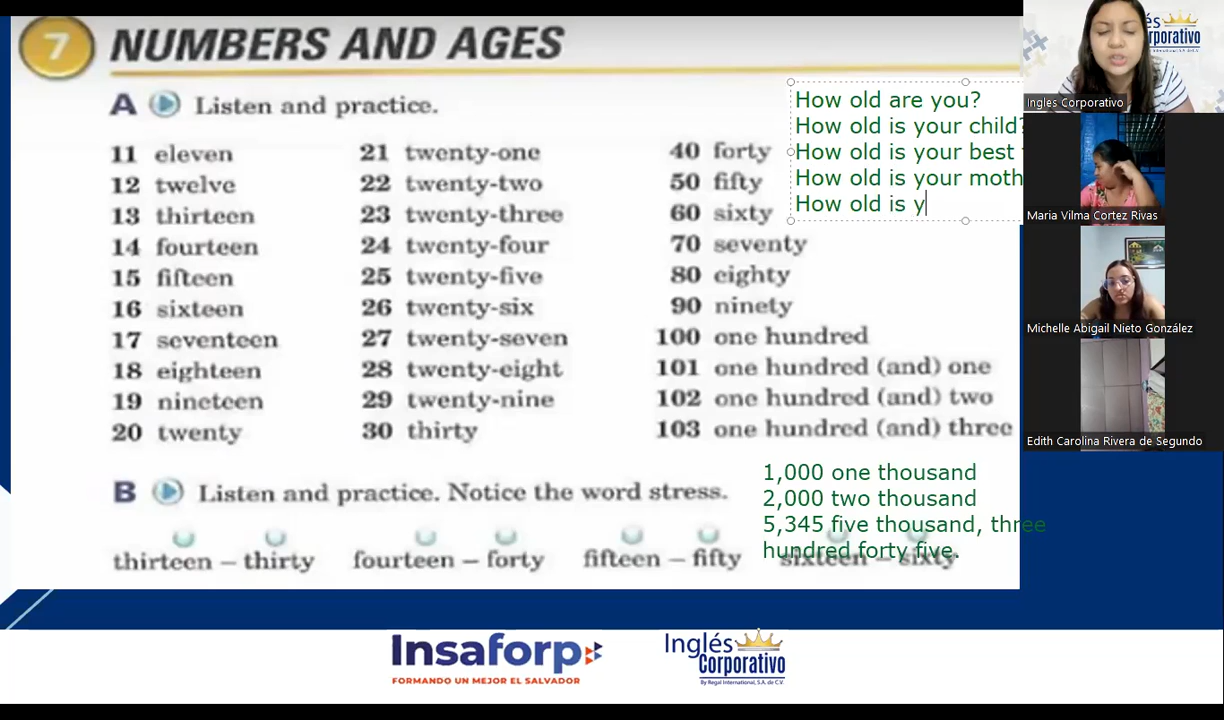 7 NUMBERS AND AGES
A Listen and practice.
11 eleven
12 twelve
13 thirteen
14 fourteen
15 fifteen
16 sixteen
17 seventeen
18 eighteen
19 nineteen
20 twenty
21 twenty-one
22 twenty-two
23 twenty-three
24 twenty-four
25 twenty-five
26 twenty-six
27 twenty-seven
28 twenty-eight
29 twenty-nine
30 thirty
40 forty
50 fifty
60 sixty
70 seventy
80 eighty
90 ninety
100 one hundred
101 one hundred (and) one
102 one hundred (and) two
103 one hundred (and) three
How old are you?
How old is your child?
How old is your best
How old is your moth
How old is y
B Listen and practice. Notice the word stress.
thirteen – thirty
fourteen – forty
fifteen – fifty
sixteen – sixty
1,000 one thousand
2,000 two thousand
5,345 five thousand, three
hundred forty five.
Insaforp
FORMANDO UN MEJOR EL SALVADOR
Inglés
Corporativo
By Regal International, S.A. de C.V.
Ingles Corporativo
Maria Vilma Cortez Rivas
Michelle Abigail Nieto González
Edith Carolina Rivera de Segundo